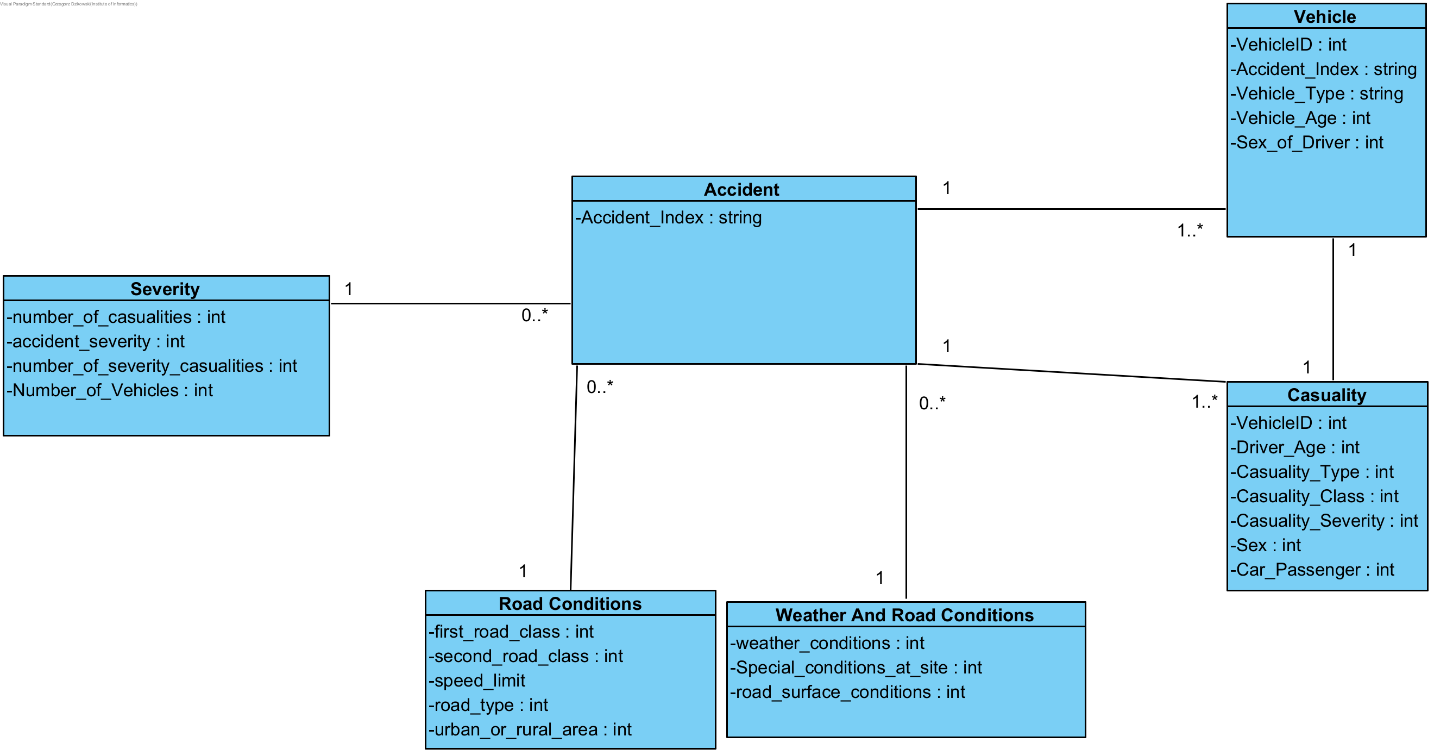 Visual Paradigm Standard
Vehicle
-VehicleID : int
-Accident_Index : string
-Vehicle_Type : string
-Vehicle_Age : int
-Sex_of_Driver : int
Accident
-Accident_Index : string
1
1..*
1
Severity
-number_of_casualities : int
-accident_severity : int
-number_of_severity_casualities : int
-Number_of_Vehicles : int
1
0..*
1
1..*
1
0..*
0..*
Casuality
-VehicleID : int
-Driver_Age : int
-Casuality_Type : int
-Casuality_Class : int
-Casuality_Severity : int
-Sex : int
-Car_Passenger : int
1
1
Road Conditions
-first_road_class : int
-second_road_class : int
-speed_limit
-road_type : int
-urban_or_rural_area : int
Weather And Road Conditions
-weather_conditions : int
-Special_conditions_at_site : int
-road_surface_conditions : int